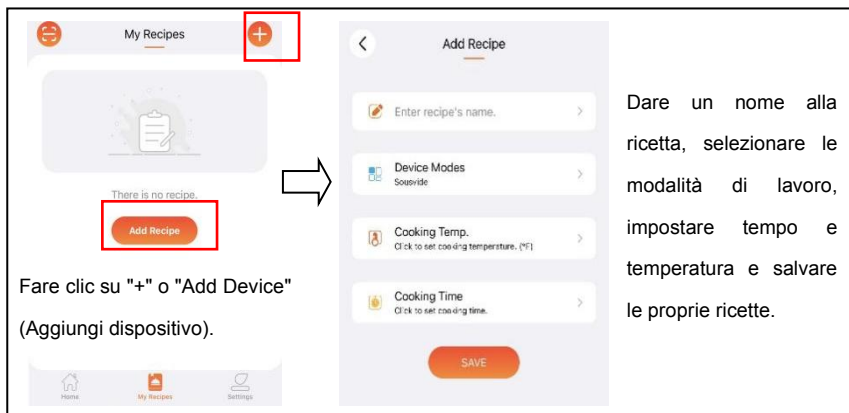 My Recipes
There is no recipe.
Add Recipe
Fare clic su "+" o "Add Device"
(Aggiungi dispositivo).
Home
My Recipes
Settings
Add Recipe
Enter recipe's name.
Device Modes
Sousvide
Cooking Temp.
Click to set cooking temperature. (°F)
Cooking Time
Click to set cooking time.
SAVE
Dare un nome alla
ricetta, selezionare le
modalità di lavoro,
impostare tempo e
temperatura e salvare
le proprie ricette.